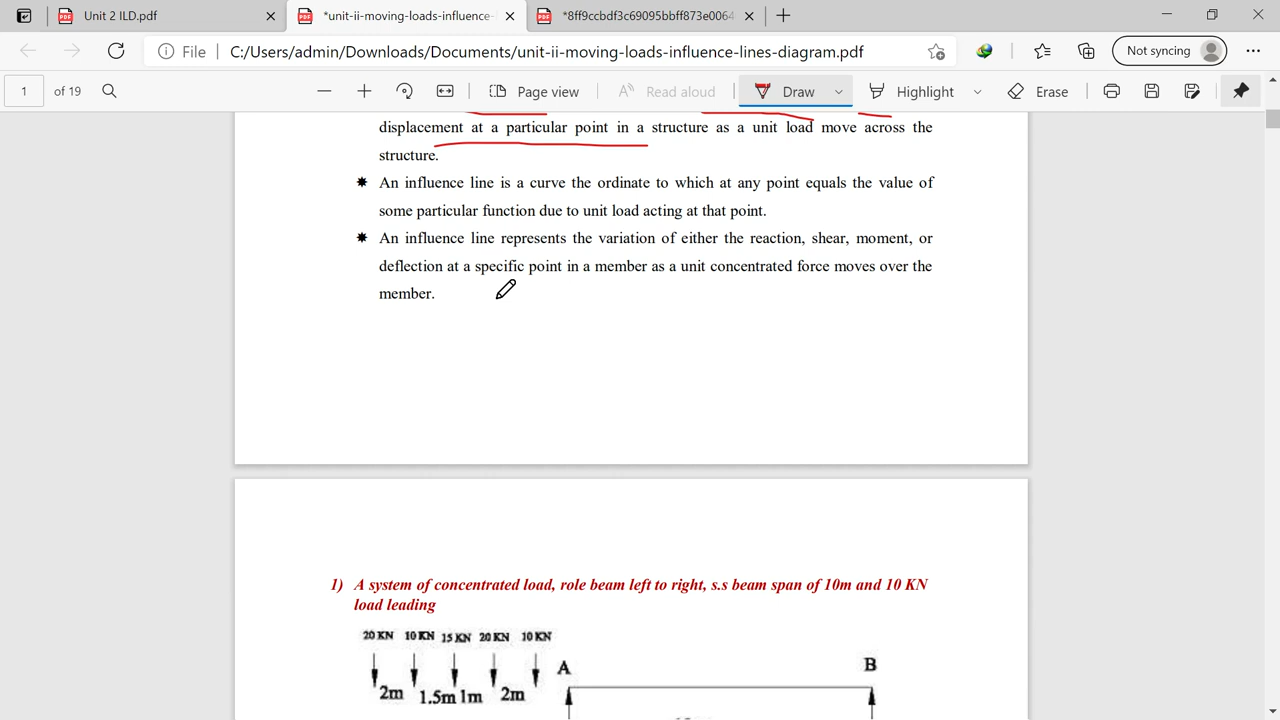 Unit 2 ILD.pdf
*unit-ii-moving-loads-influence-
*8ff9ccbdf3c69095bbff873e0064
File
C:/Users/admin/Downloads/Documents/unit-ii-moving-loads-influence-lines-diagram.pdf
Not syncing
1 of 19
Page view
Read aloud
Draw
Highlight
Erase
displacement at a particular point in a structure as a unit load move across the
structure.
An influence line is a curve the ordinate to which at any point equals the value of
some particular function due to unit load acting at that point.
An influence line represents the variation of either the reaction, shear, moment, or
deflection at a specific point in a member as a unit concentrated force moves over the
member.
1) A system of concentrated load, role beam left to right, s.s beam span of 10m and 10 KN
load leading
20 KN 10 KN 15 KN 20 KN 10 KN
A B
2m 1.5m 1m 2m